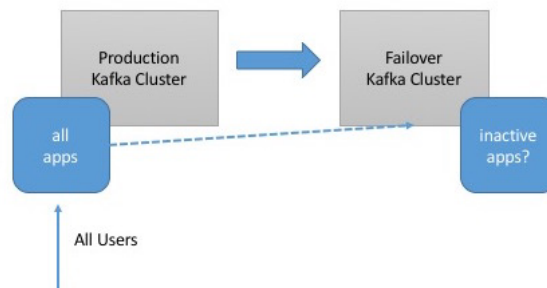 Production
Kafka Cluster
Failover
Kafka Cluster
all
apps
inactive
apps?
All Users